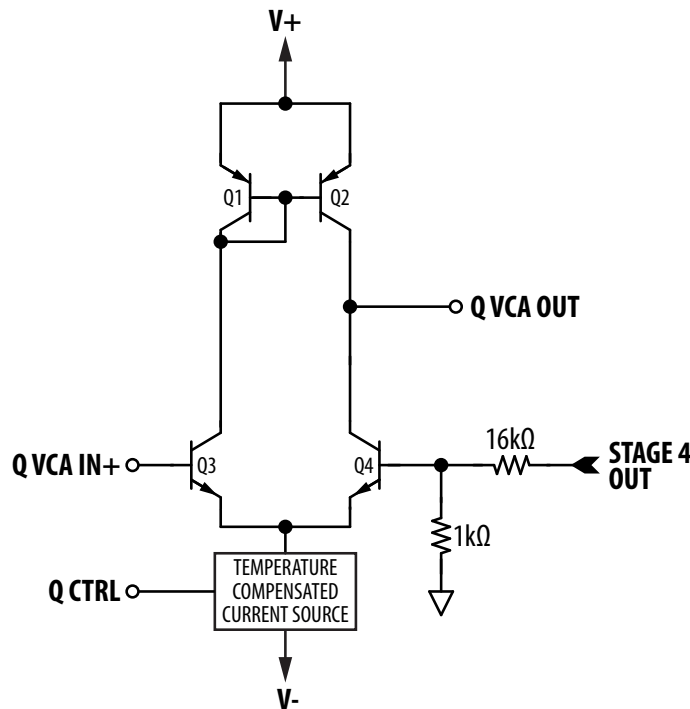 V+
Q1
Q2
Q VCA OUT
Q VCA IN+
Q3
Q4
16kΩ
STAGE 4
OUT
1kΩ
Q CTRL
TEMPERATURE
COMPENSATED
CURRENT SOURCE
V-